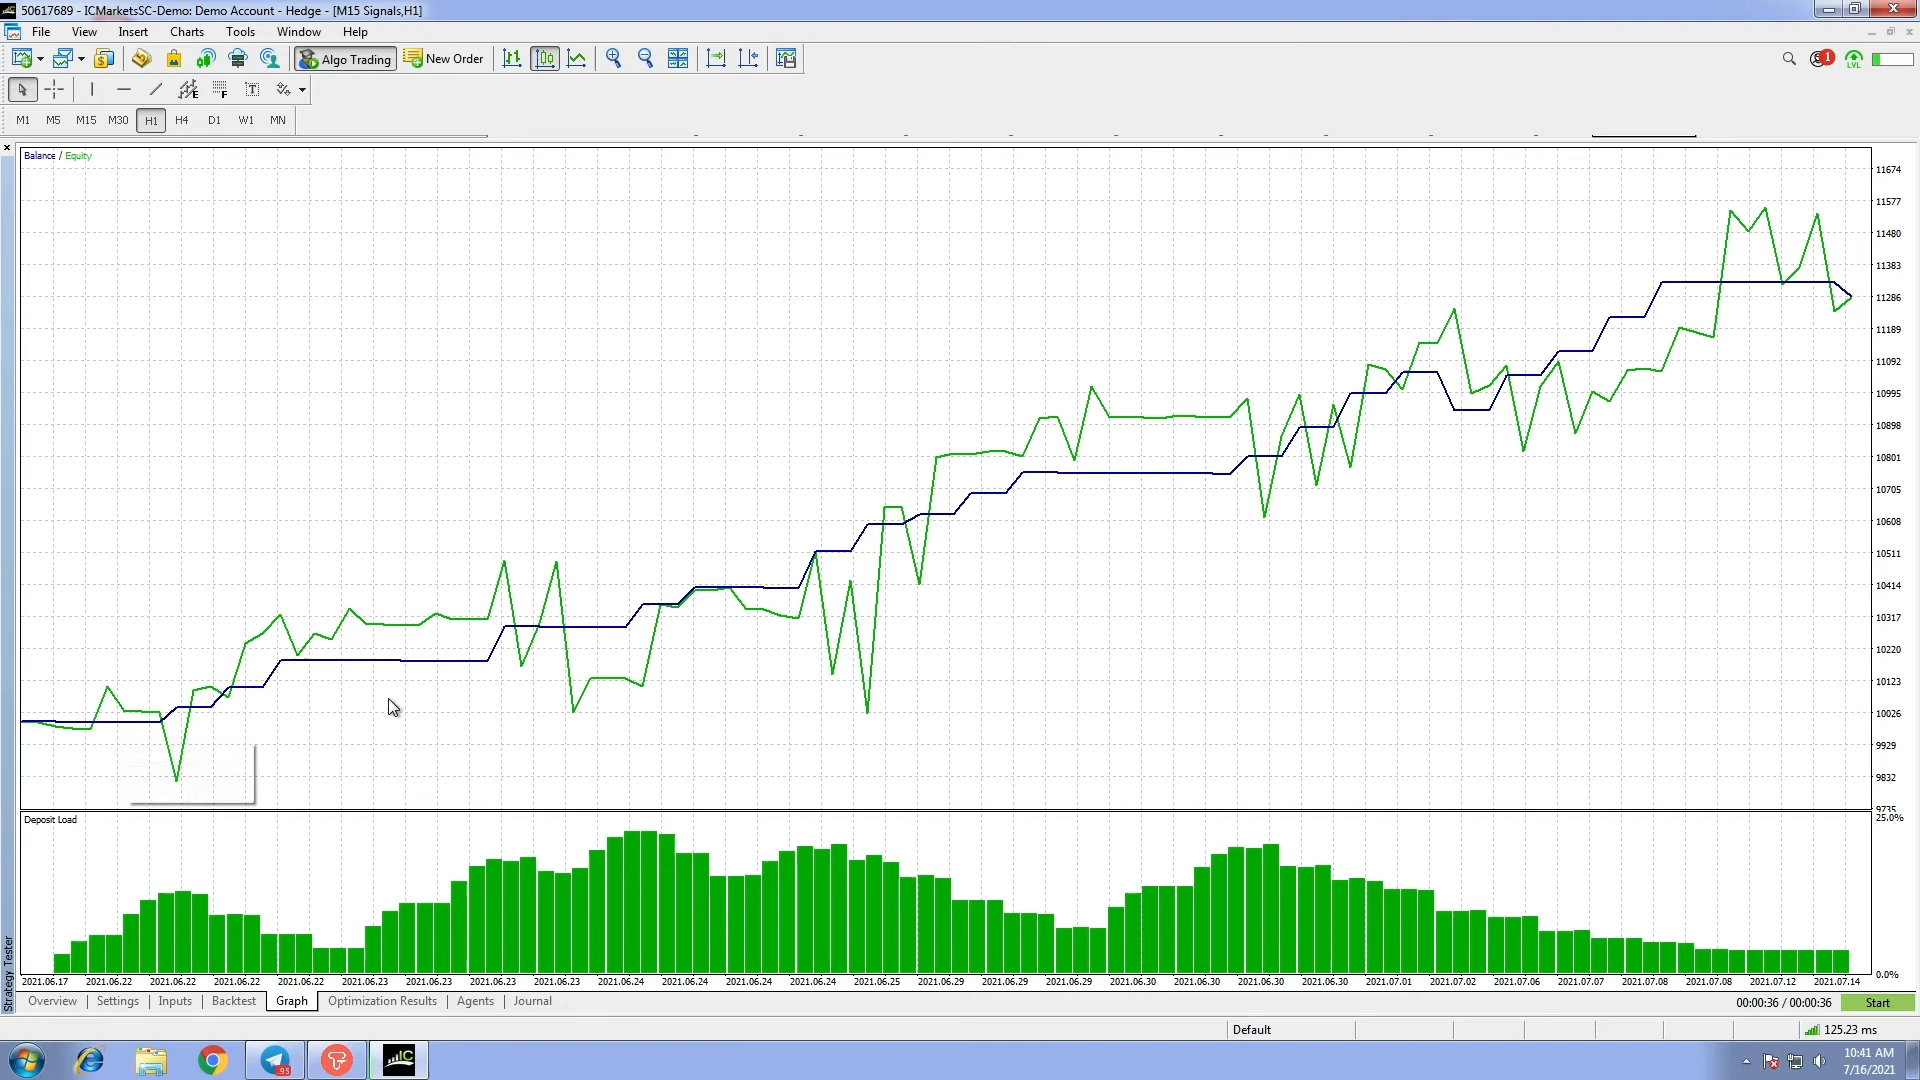 50617689 - ICMarketsSC-Demo: Demo Account - Hedge - [M15 Signals,H1]
File View Insert Charts Tools Window Help
Algo Trading New Order 1 LVL
E F T
M1 M5 M15 M30 H1 H4 D1 W1 MN
Balance / Equity
11674
11577
11480
11383
11286
11189
11092
10995
10898
10801
10705
10608
10511
10414
10317
10220
10123
10026
9929
9832
9735
Deposit Load
25.0%
0.0%
2021.06.17 2021.06.22 2021.06.22 2021.06.22 2021.06.22 2021.06.23 2021.06.23 2021.06.23 2021.06.23 2021.06.24 2021.06.24 2021.06.24 2021.06.24 2021.06.25 2021.06.29 2021.06.29 2021.06.29 2021.06.30 2021.06.30 2021.06.30 2021.06.30 2021.07.01 2021.07.02 2021.07.06 2021.07.07 2021.07.08 2021.07.08 2021.07.12 2021.07.14
Strategy Tester
Overview Settings Inputs Backtest Graph Optimization Results Agents Journal 00:00:36 / 00:00:36 Start
Default 125.23 ms
95 IC 10:41 AM
7/16/2021